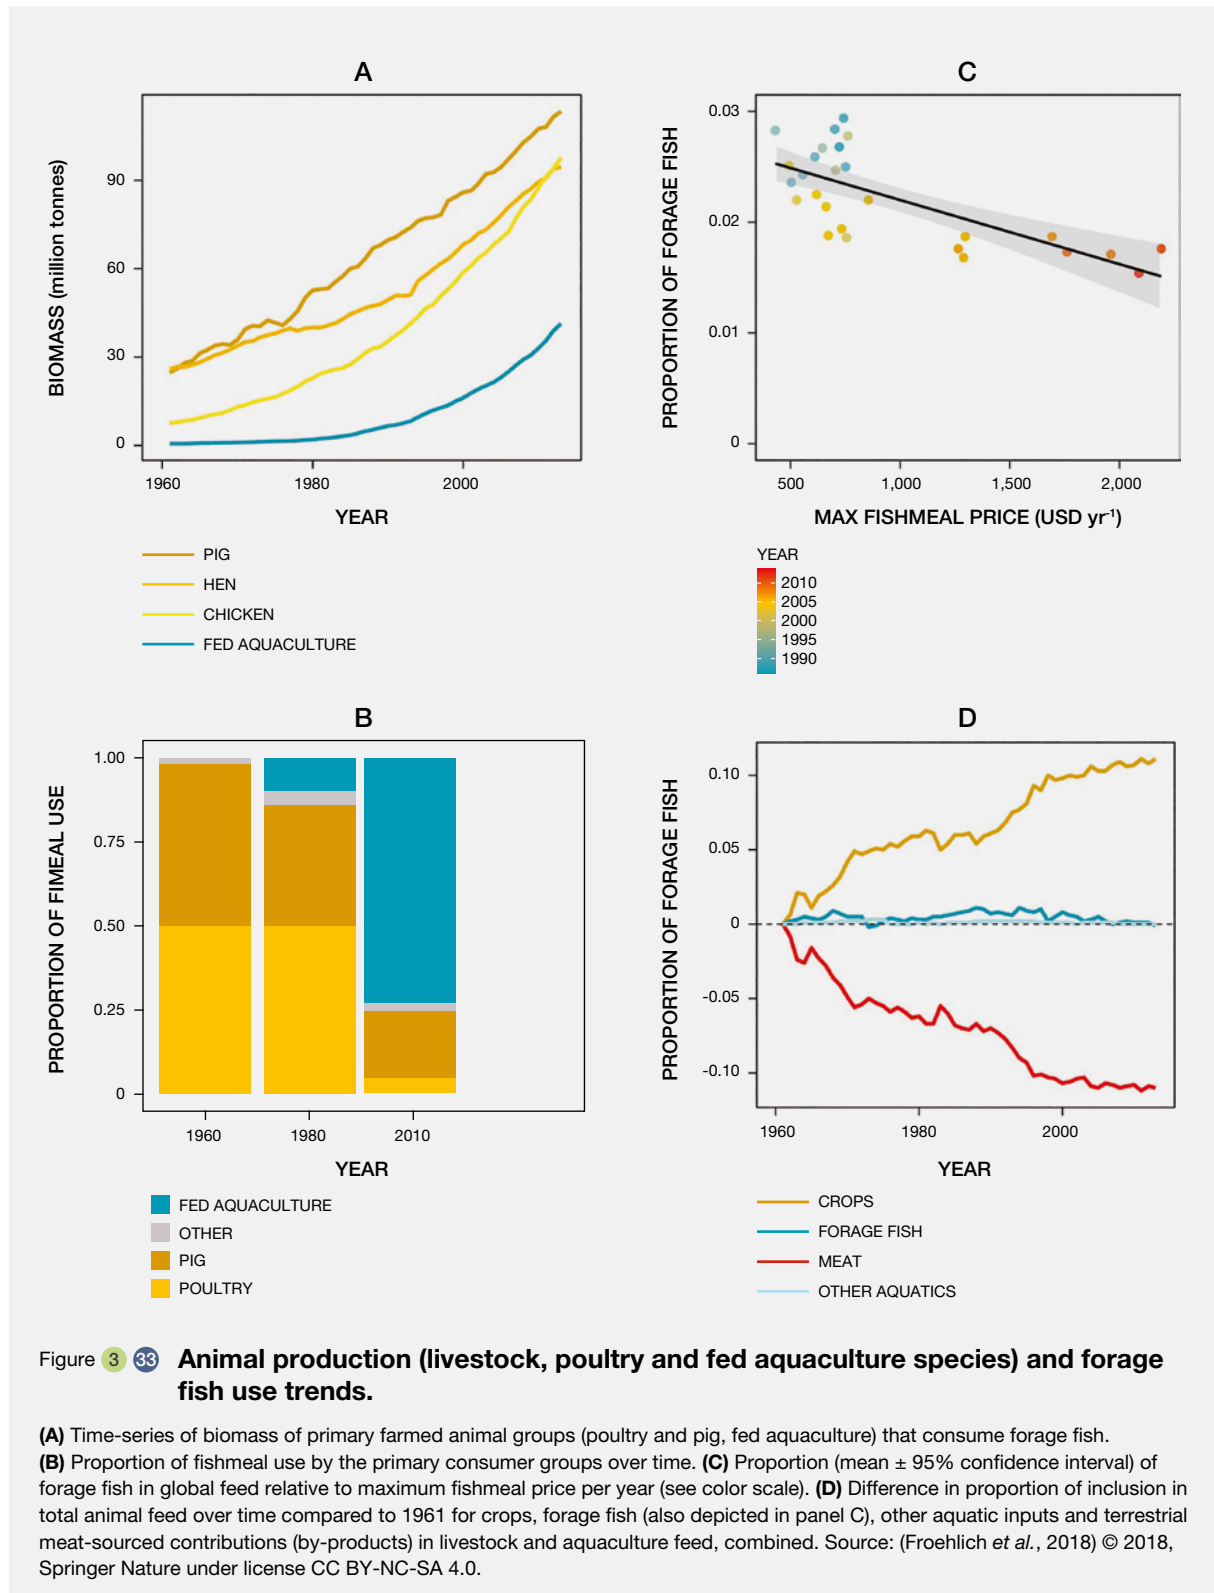 A
BIOMASS (million tonnes)
90
60
30
0
1960
1980
2000
YEAR
PIG
HEN
CHICKEN
FED AQUACULTURE
C
PROPORTION OF FORAGE FISH
0.03
0.02
0.01
0
500
1,000
1,500
2,000
MAX FISHMEAL PRICE (USD yr-1)
YEAR
2010
2005
2000
1995
1990
B
PROPORTION OF FIMEAL USE
1.00
0.75
0.50
0.25
0
1960
1980
2010
YEAR
FED AQUACULTURE
OTHER
PIG
POULTRY
D
PROPORTION OF FORAGE FISH
0.10
0.05
0
-0.05
-0.10
1960
1980
2000
YEAR
CROPS
FORAGE FISH
MEAT
OTHER AQUATICS
Figure 3 33 Animal production (livestock, poultry and fed aquaculture species) and forage
fish use trends.
(A) Time-series of biomass of primary farmed animal groups (poultry and pig, fed aquaculture) that consume forage fish.
(B) Proportion of fishmeal use by the primary consumer groups over time. (C) Proportion (mean ± 95% confidence interval) of
forage fish in global feed relative to maximum fishmeal price per year (see color scale). (D) Difference in proportion of inclusion in
total animal feed over time compared to 1961 for crops, forage fish (also depicted in panel C), other aquatic inputs and terrestrial
meat-sourced contributions (by-products) in livestock and aquaculture feed, combined. Source: (Froehlich et al., 2018) © 2018,
Springer Nature under license CC BY-NC-SA 4.0.